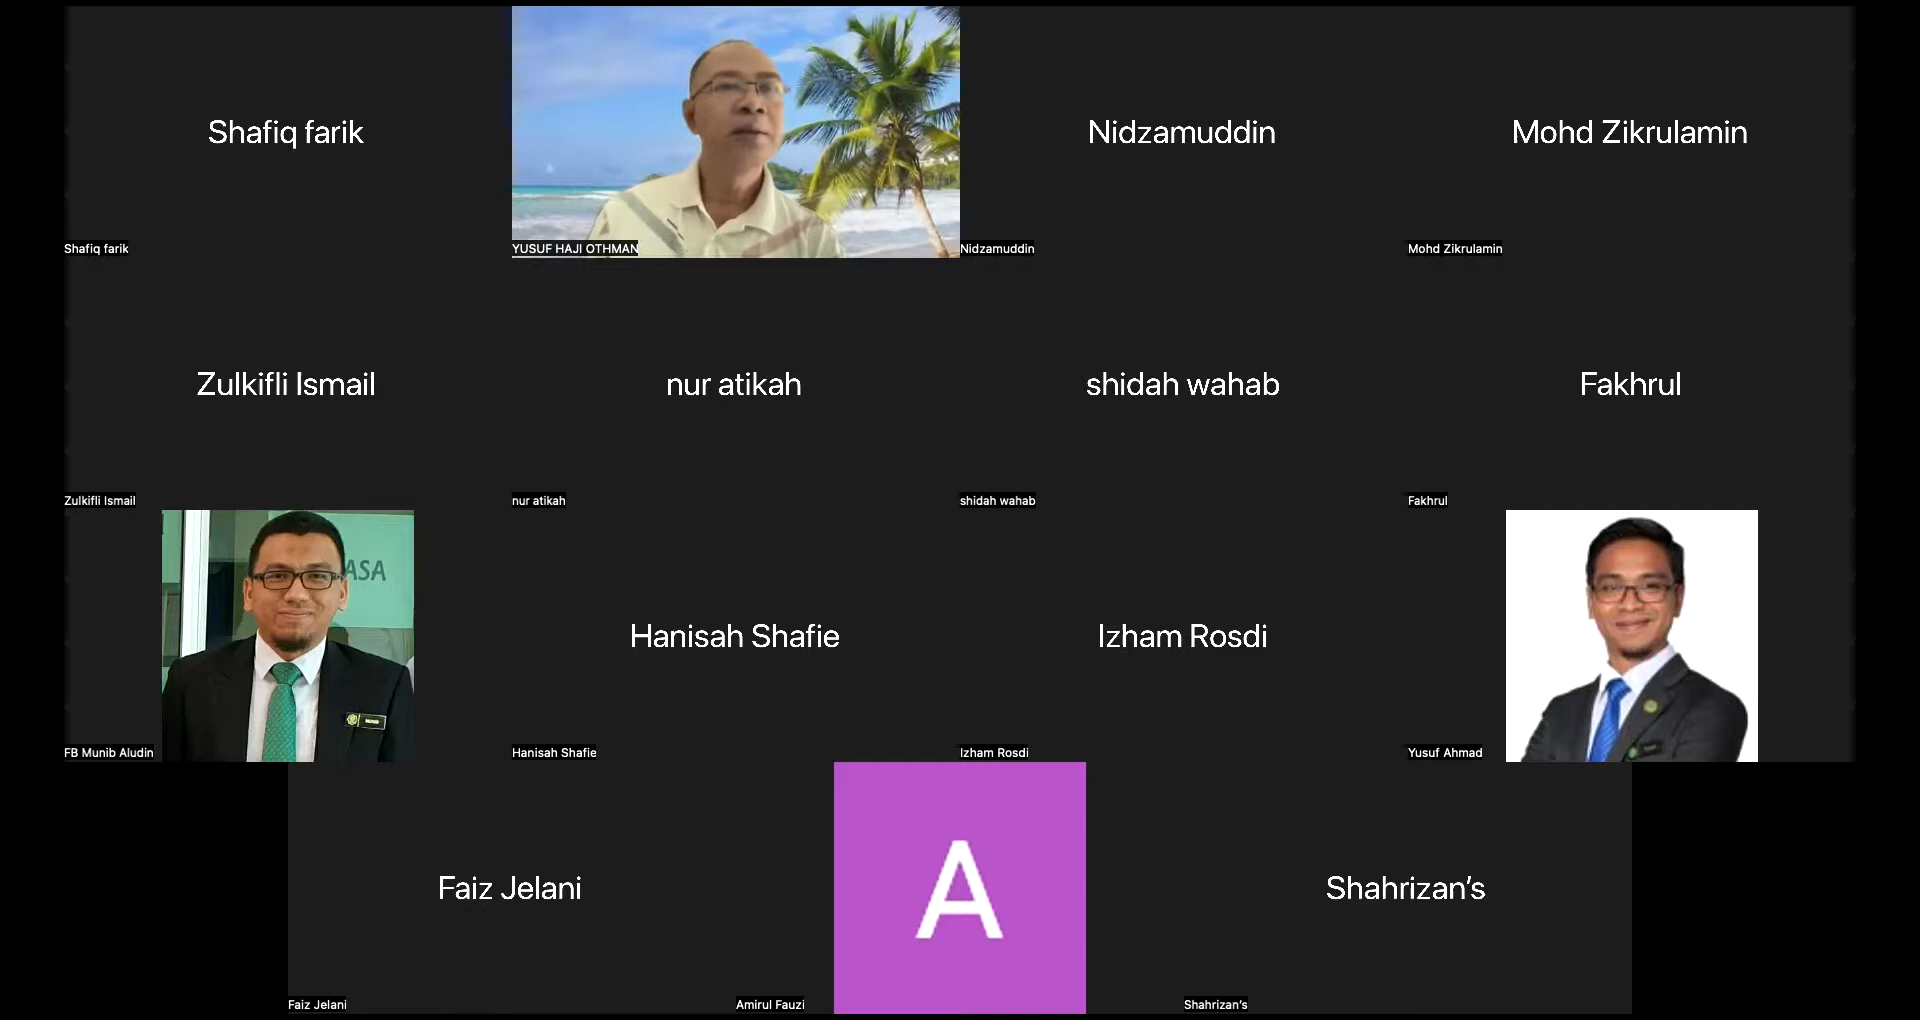 Shafiq farik
Nidzamuddin
Mohd Zikrulamin
Shafiq farik
YUSUF HAJI OTHMAN
Nidzamuddin
Mohd Zikrulamin
Zulkifli Ismail
nur atikah
shidah wahab
Fakhrul
Zulkifli Ismail
nur atikah
shidah wahab
Fakhrul
ASA
Hanisah Shafie
Izham Rosdi
FB Munib Aludin
Hanisah Shafie
Izham Rosdi
Yusuf Ahmad
Faiz Jelani
A
Shahrizan’s
Faiz Jelani
Amirul Fauzi
Shahrizan’s